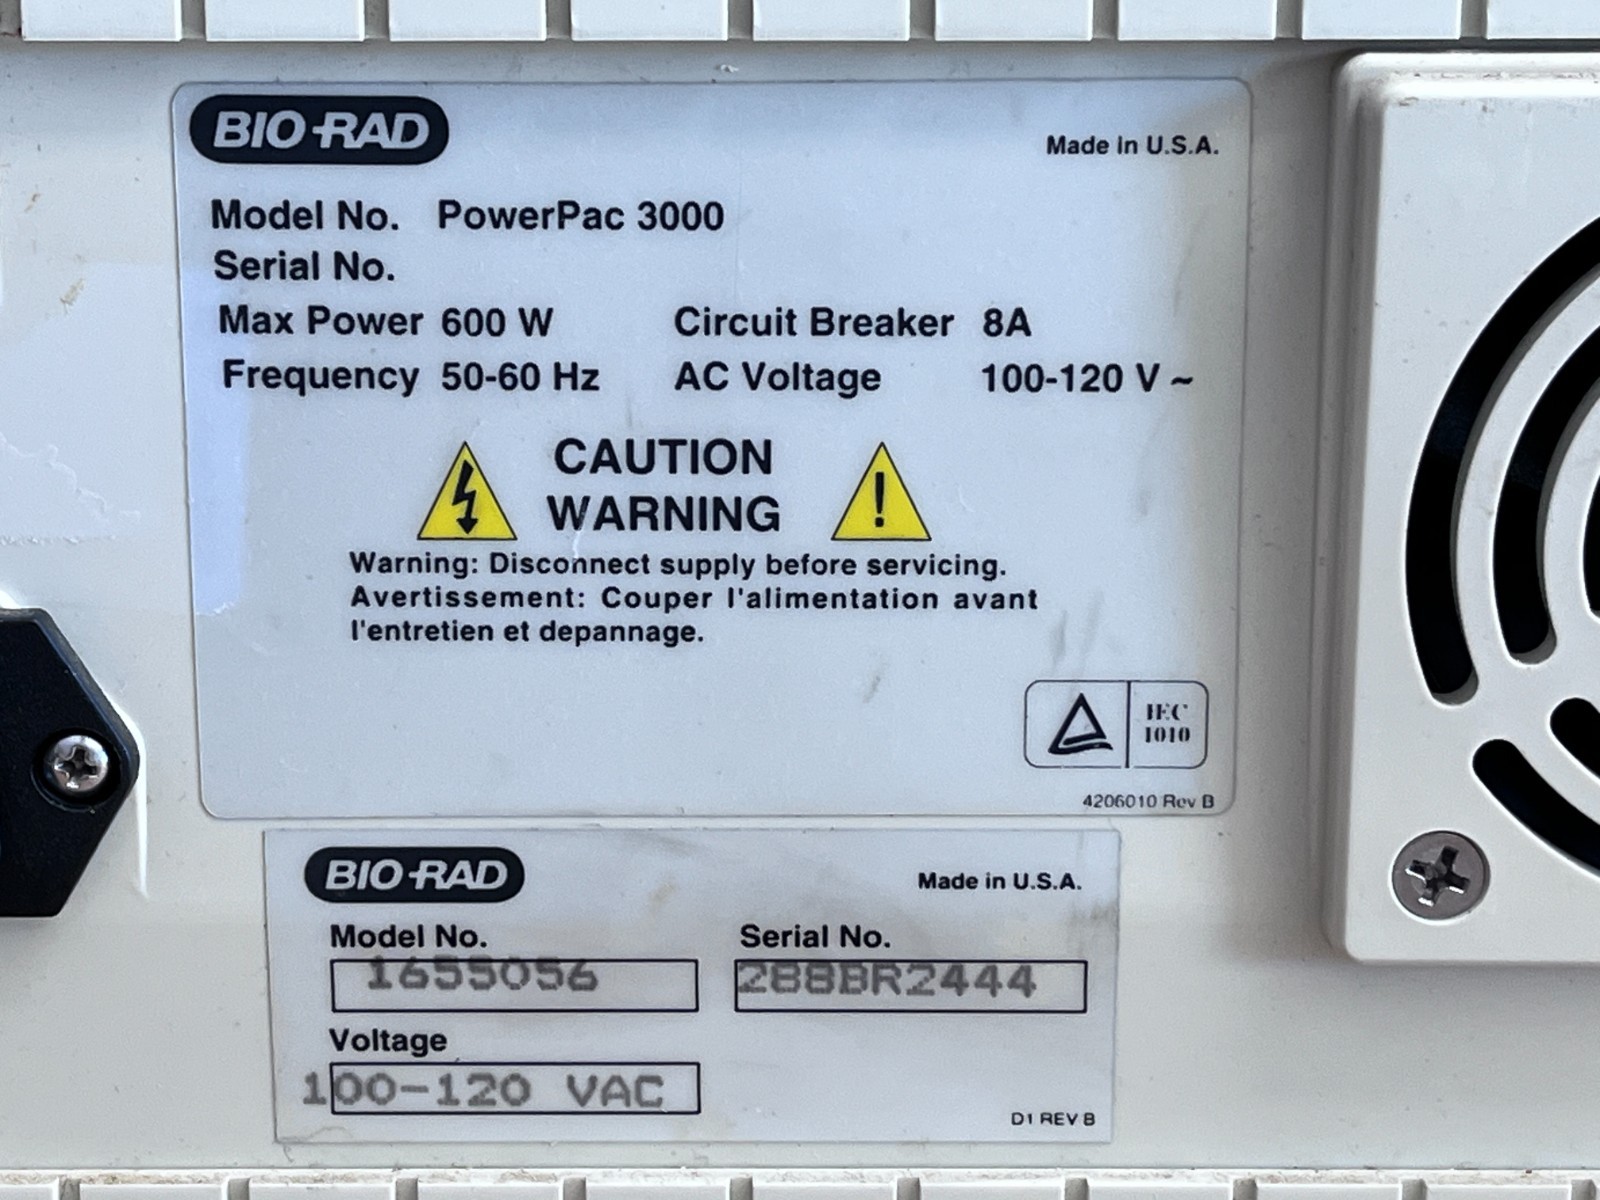 BIO-RAD
Made in U.S.A.
Model No. PowerPac 3000
Serial No.
Max Power 600 W Circuit Breaker 8A
Frequency 50-60 Hz AC Voltage 100-120 V ~
CAUTION
WARNING
Warning: Disconnect supply before servicing.
Avertissement: Couper l'alimentation avant
l'entretien et depannage.
IEC
1010
4206010 Rev B
BIO-RAD
Made in U.S.A.
Model No. Serial No.
1655056 288BR2444
Voltage
100-120 VAC
D1 REV B